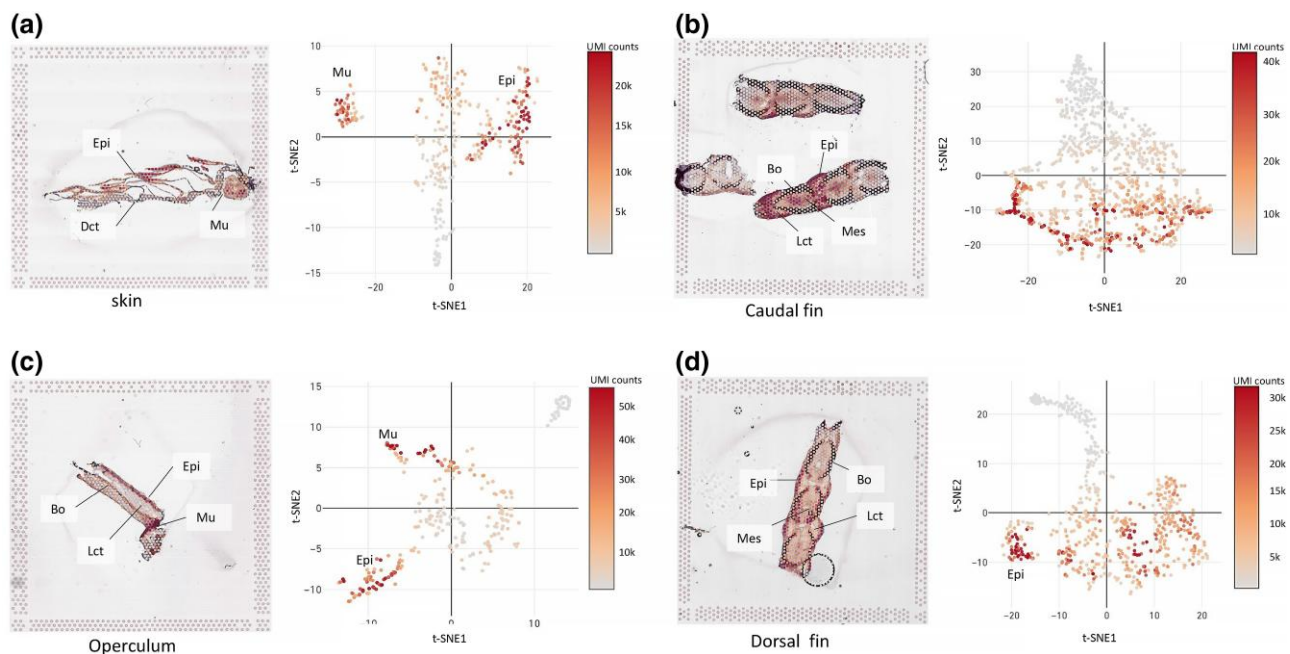 (a)
UMI counts
Mu
Epi
Epi
Dct
Mu
10
5
0
−5
−10
−15
−20
0
20
t-SNE2
t-SNE1
20k
15k
10k
5k
skin
(b)
UMI counts
Epi
Bo
Lct
Mes
30
20
10
0
−10
−20
−20
0
20
t-SNE2
t-SNE1
40k
30k
20k
10k
Caudal fin
(c)
UMI counts
Epi
Bo
Mu
Lct
Mu
Epi
15
10
5
0
−5
−10
−10
0
10
t-SNE2
t-SNE1
50k
40k
30k
20k
10k
Operculum
(d)
UMI counts
Epi
Bo
Mes
Lct
Epi
20
10
0
−10
−20
−10
0
10
20
t-SNE2
t-SNE1
30k
25k
20k
15k
10k
5k
Dorsal fin